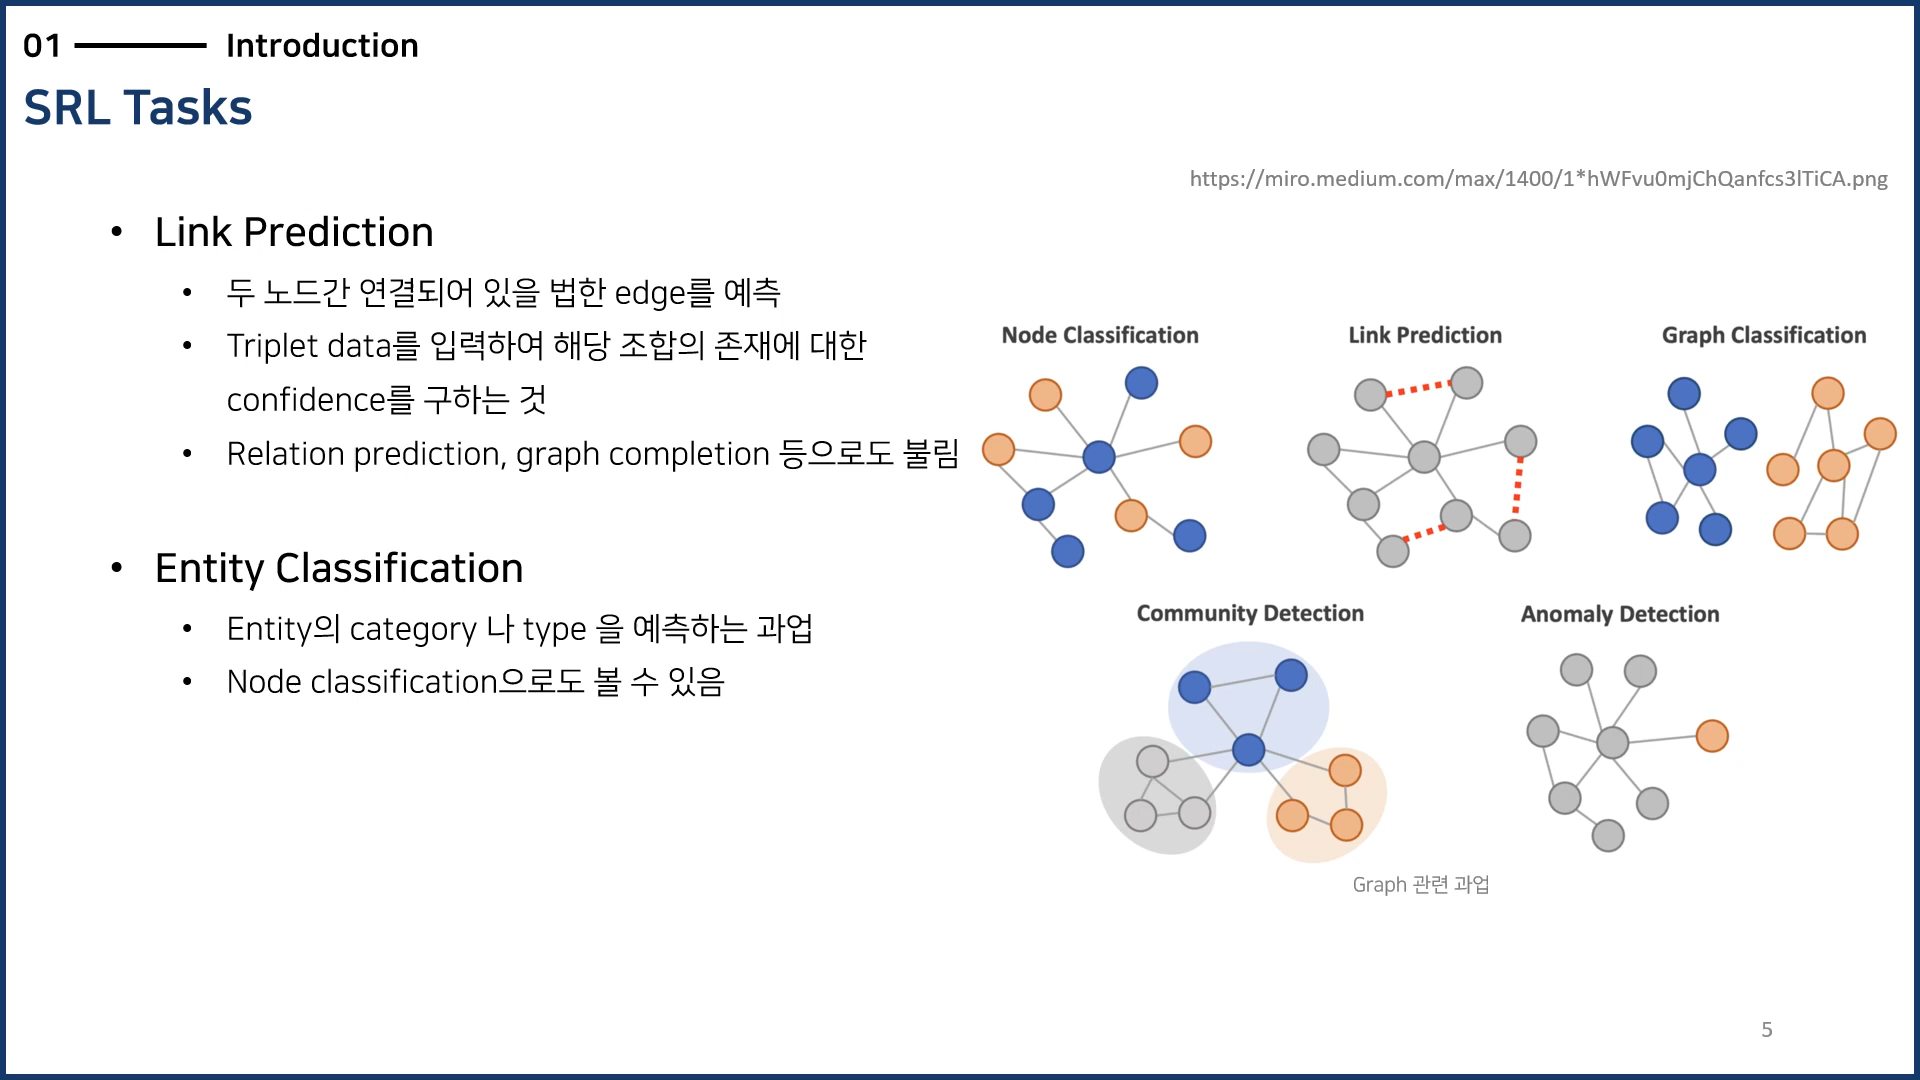 01 Introduction
SRL Tasks
https://miro.medium.com/max/1400/1*hWFvu0mjChQanfcs3lTiCA.png
• Link Prediction
• 두 노드간 연결되어 있을 법한 edge를 예측
• Triplet data를 입력하여 해당 조합의 존재에 대한
confidence를 구하는 것
• Relation prediction, graph completion 등으로도 불림
• Entity Classification
• Entity의 category 나 type 을 예측하는 과업
• Node classification으로도 볼 수 있음
Node Classification
Link Prediction
Graph Classification
Community Detection
Anomaly Detection
Graph 관련 과업
5